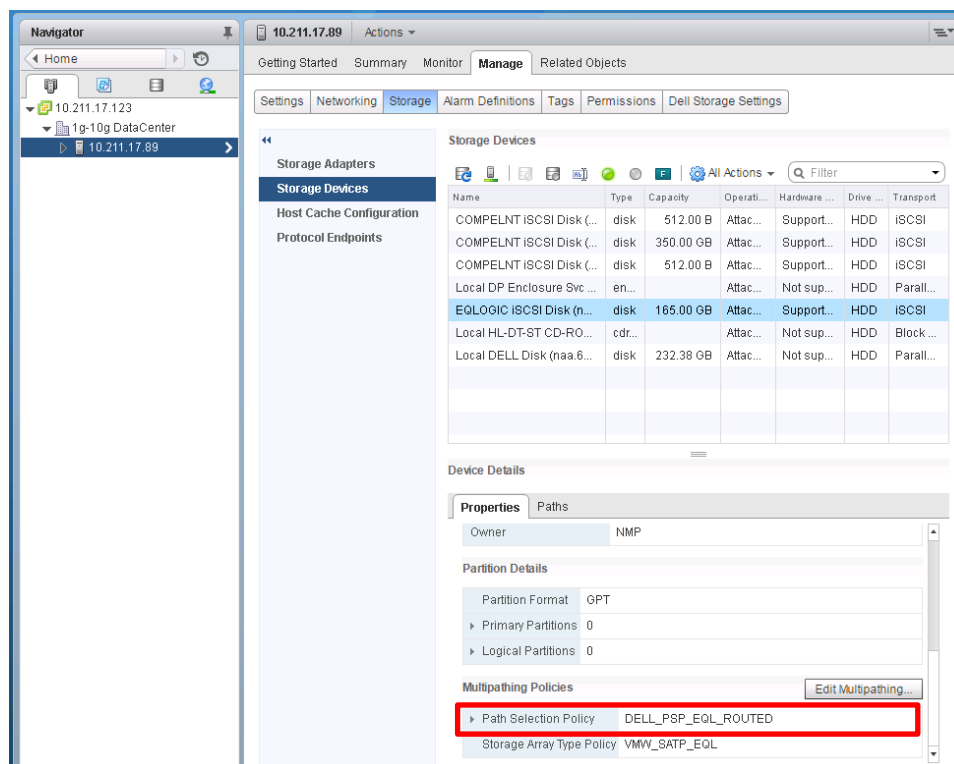 Navigator
Home
10.211.17.123
1g-10g DataCenter
10.211.17.89
10.211.17.89 Actions
Getting Started Summary Monitor Manage Related Objects
Settings Networking Storage Alarm Definitions Tags Permissions Dell Storage Settings
Storage Adapters
Storage Devices
Host Cache Configuration
Protocol Endpoints
Storage Devices
All Actions Filter
Name Type Capacity Operati... Hardware ... Drive ... Transport
COMPELNT iSCSI Disk (... disk 512.00 B Attac... Support... HDD iSCSI
COMPELNT iSCSI Disk (... disk 350.00 GB Attac... Support... HDD iSCSI
COMPELNT iSCSI Disk (... disk 512.00 B Attac... Support... HDD iSCSI
Local DP Enclosure Svc ... en... Attac... Not sup... HDD Parall...
EQLOGIC iSCSI Disk (n... disk 165.00 GB Attac... Support... HDD iSCSI
Local HL-DT-ST CD-RO... cdr... Attac... Not sup... HDD Block ...
Local DELL Disk (naa.6... disk 232.38 GB Attac... Not sup... HDD Parall...
Device Details
Properties Paths
Owner NMP
Partition Details
Partition Format GPT
Primary Partitions 0
Logical Partitions 0
Multipathing Policies Edit Multipathing...
Path Selection Policy DELL_PSP_EQL_ROUTED
Storage Array Type Policy VMW_SATP_EQL